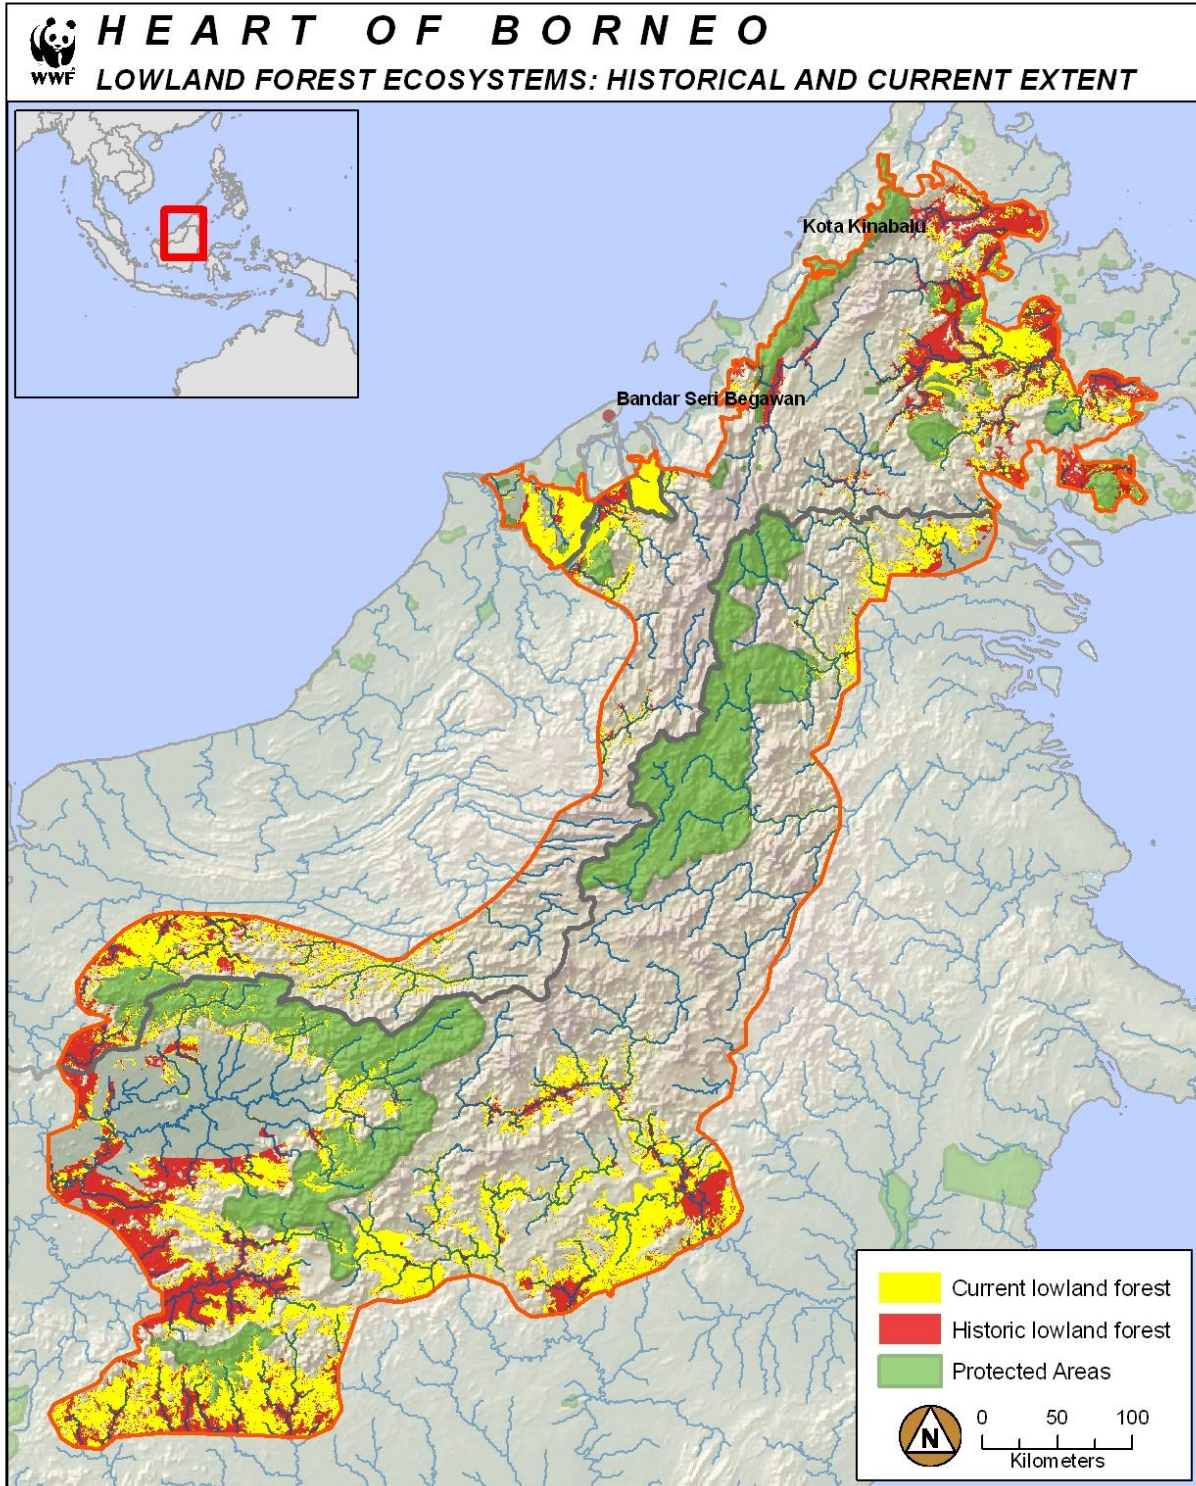 HEART OF BORNEO
WWF
LOWLAND FOREST ECOSYSTEMS: HISTORICAL AND CURRENT EXTENT
Kota Kinabalu
Bandar Seri Begawan
Current lowland forest
Historic lowland forest
Protected Areas
N
0 50 100
Kilometers